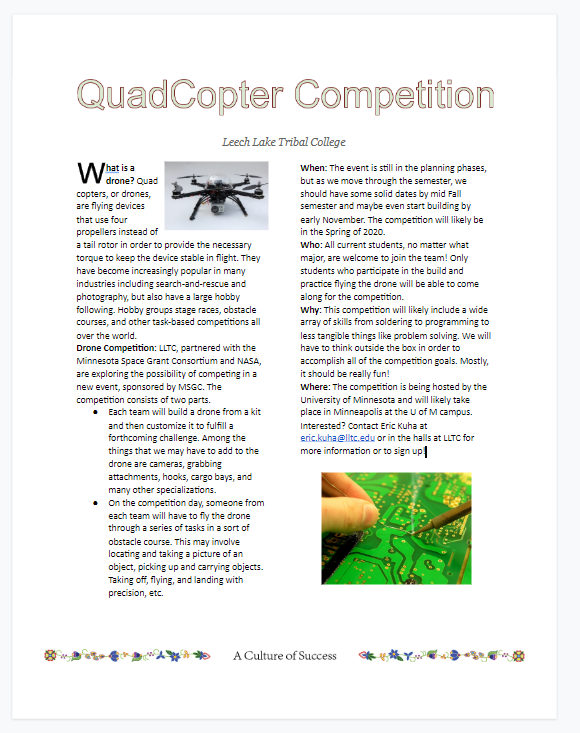 QuadCopter Competition
Leech Lake Tribal College
What is a
drone? Quad
copters, or drones,
are flying devices
that use four
propellers instead of
a tail rotor in order to provide the necessary
torque to keep the device stable in flight. They
have become increasingly popular in many
industries including search-and-rescue and
photography, but also have a large hobby
following. Hobby groups stage races, obstacle
courses, and other task-based competitions all
over the world.
Drone Competition: LLTC, partnered with the
Minnesota Space Grant Consortium and NASA,
are exploring the possibility of competing in a
new event, sponsored by MSGC. The
competition consists of two parts.
● Each team will build a drone from a kit
and then customize it to fulfill a
forthcoming challenge. Among the
things that we may have to add to the
drone are cameras, grabbing
attachments, hooks, cargo bays, and
many other specializations.
● On the competition day, someone from
each team will have to fly the drone
through a series of tasks in a sort of
obstacle course. This may involve
locating and taking a picture of an
object, picking up and carrying objects.
Taking off, flying, and landing with
precision, etc.
When: The event is still in the planning phases,
but as we move through the semester, we
should have some solid dates by mid Fall
semester and maybe even start building by
early November. The competition will likely be
in the Spring of 2020.
Who: All current students, no matter what
major, are welcome to join the team! Only
students who participate in the build and
practice flying the drone will be able to come
along for the competition.
Why: This competition will likely include a wide
array of skills from soldering to programming to
less tangible things like problem solving. We will
have to think outside the box in order to
accomplish all of the competition goals. Mostly,
it should be really fun!
Where: The competition is being hosted by the
University of Minnesota and will likely take
place in Minneapolis at the U of M campus.
Interested? Contact Eric Kuha at
eric.kuha@lltc.edu or in the halls at LLTC for
more information or to sign up!
A Culture of Success